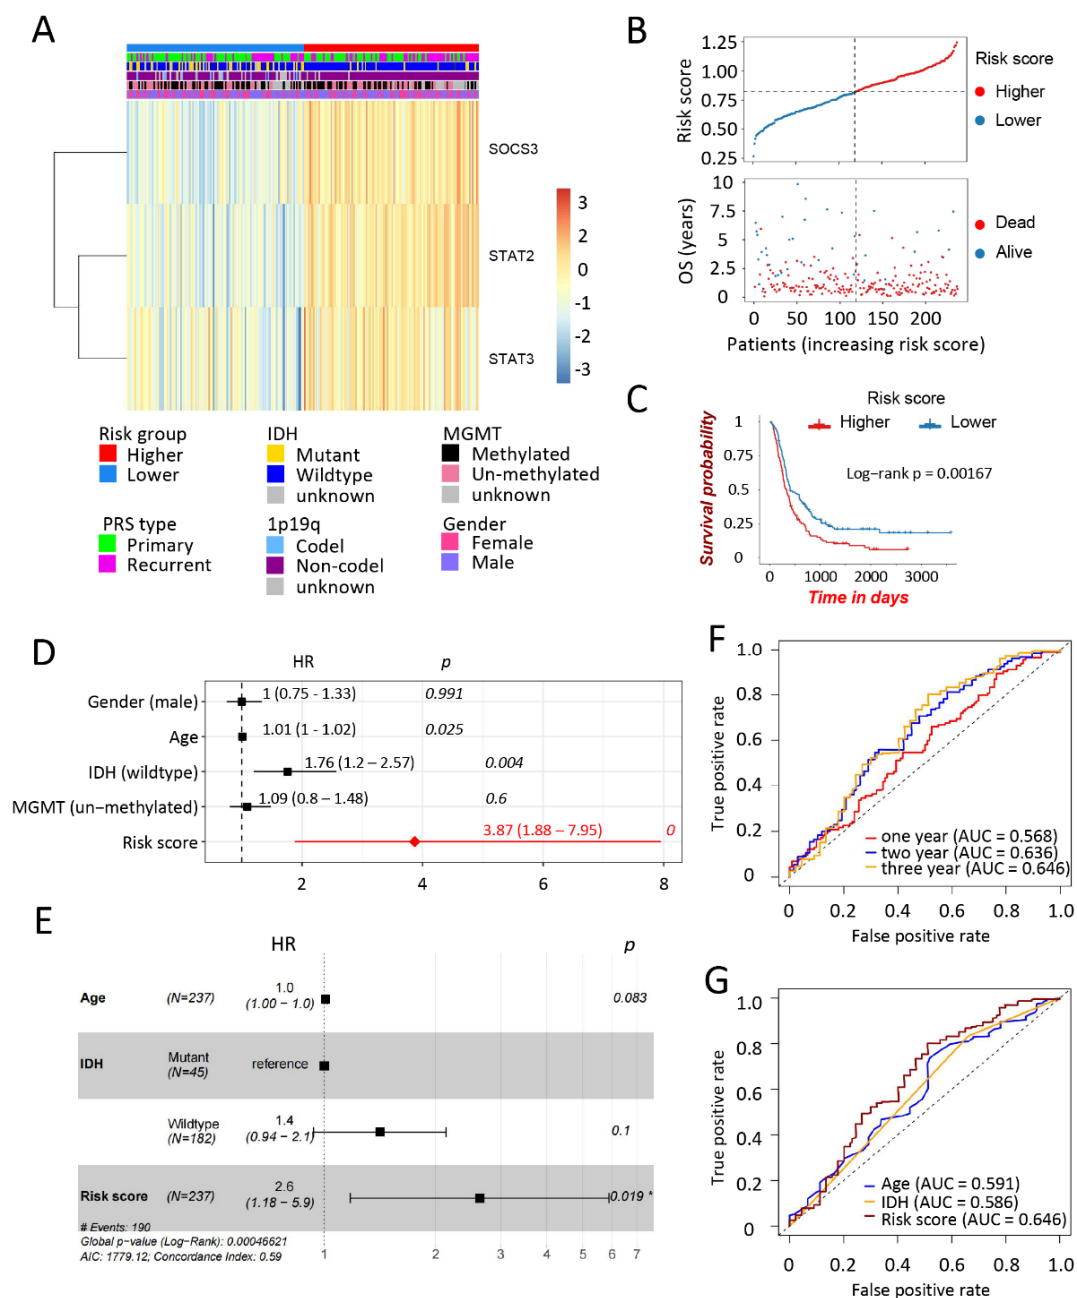 A
SOCS3
STAT2
STAT3
3
2
1
0
-1
-2
-3
Risk group
Higher
Lower
IDH
Mutant
Wildtype
unknown
MGMT
Methylated
Un-methylated
unknown
PRS type
Primary
Recurrent
1p19q
Codel
Non-codel
unknown
Gender
Female
Male
B
Risk score
1.25
1.00
0.75
0.50
0.25
Risk score
Higher
Lower
OS (years)
10
7.5
5
2.5
0
Dead
Alive
0 50 100 150 200
Patients (increasing risk score)
C
Risk score
Higher Lower
Log-rank p = 0.00167
Survival probability
1
0.75
0.5
0.25
0
0 1000 2000 3000
Time in days
D
HR p
Gender (male) 1 (0.75 - 1.33) 0.991
Age 1.01 (1 - 1.02) 0.025
IDH (wildtype) 1.76 (1.2 – 2.57) 0.004
MGMT (un-methylated) 1.09 (0.8 – 1.48) 0.6
Risk score 3.87 (1.88 – 7.95) 0
2 4 6 8
E
HR p
Age (N=237) 1.0 (1.00 – 1.0) 0.083
IDH Mutant (N=45) reference
Wildtype (N=182) 1.4 (0.94 – 2.1) 0.1
Risk score (N=237) 2.6 (1.18 – 5.9) 0.019 *
# Events: 190
Global p-value (Log-Rank): 0.00046621
AIC: 1779.12; Concordance Index: 0.59
1 2 3 4 5 6 7
F
True positive rate
1.0
0.8
0.6
0.4
0.2
0
one year (AUC = 0.568)
two year (AUC = 0.636)
three year (AUC = 0.646)
0 0.2 0.4 0.6 0.8 1.0
False positive rate
G
True positive rate
1.0
0.8
0.6
0.4
0.2
0
Age (AUC = 0.591)
IDH (AUC = 0.586)
Risk score (AUC = 0.646)
0 0.2 0.4 0.6 0.8 1.0
False positive rate